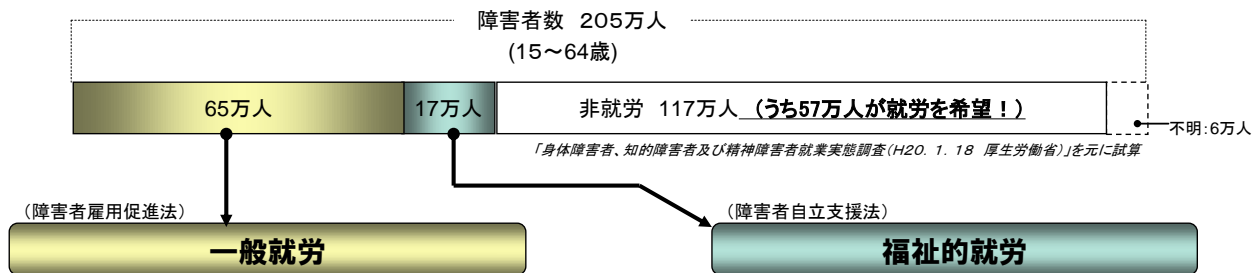 障害者数 205万人
(15～64歳)
65万人
17万人
非就労 117万人 (うち57万人が就労を希望！)
不明:6万人
「身体障害者、知的障害者及び精神障害者就業実態調査(H20. 1. 18 厚生労働省)」を元に試算
(障害者雇用促進法)
一般就労
(障害者自立支援法)
福祉的就労